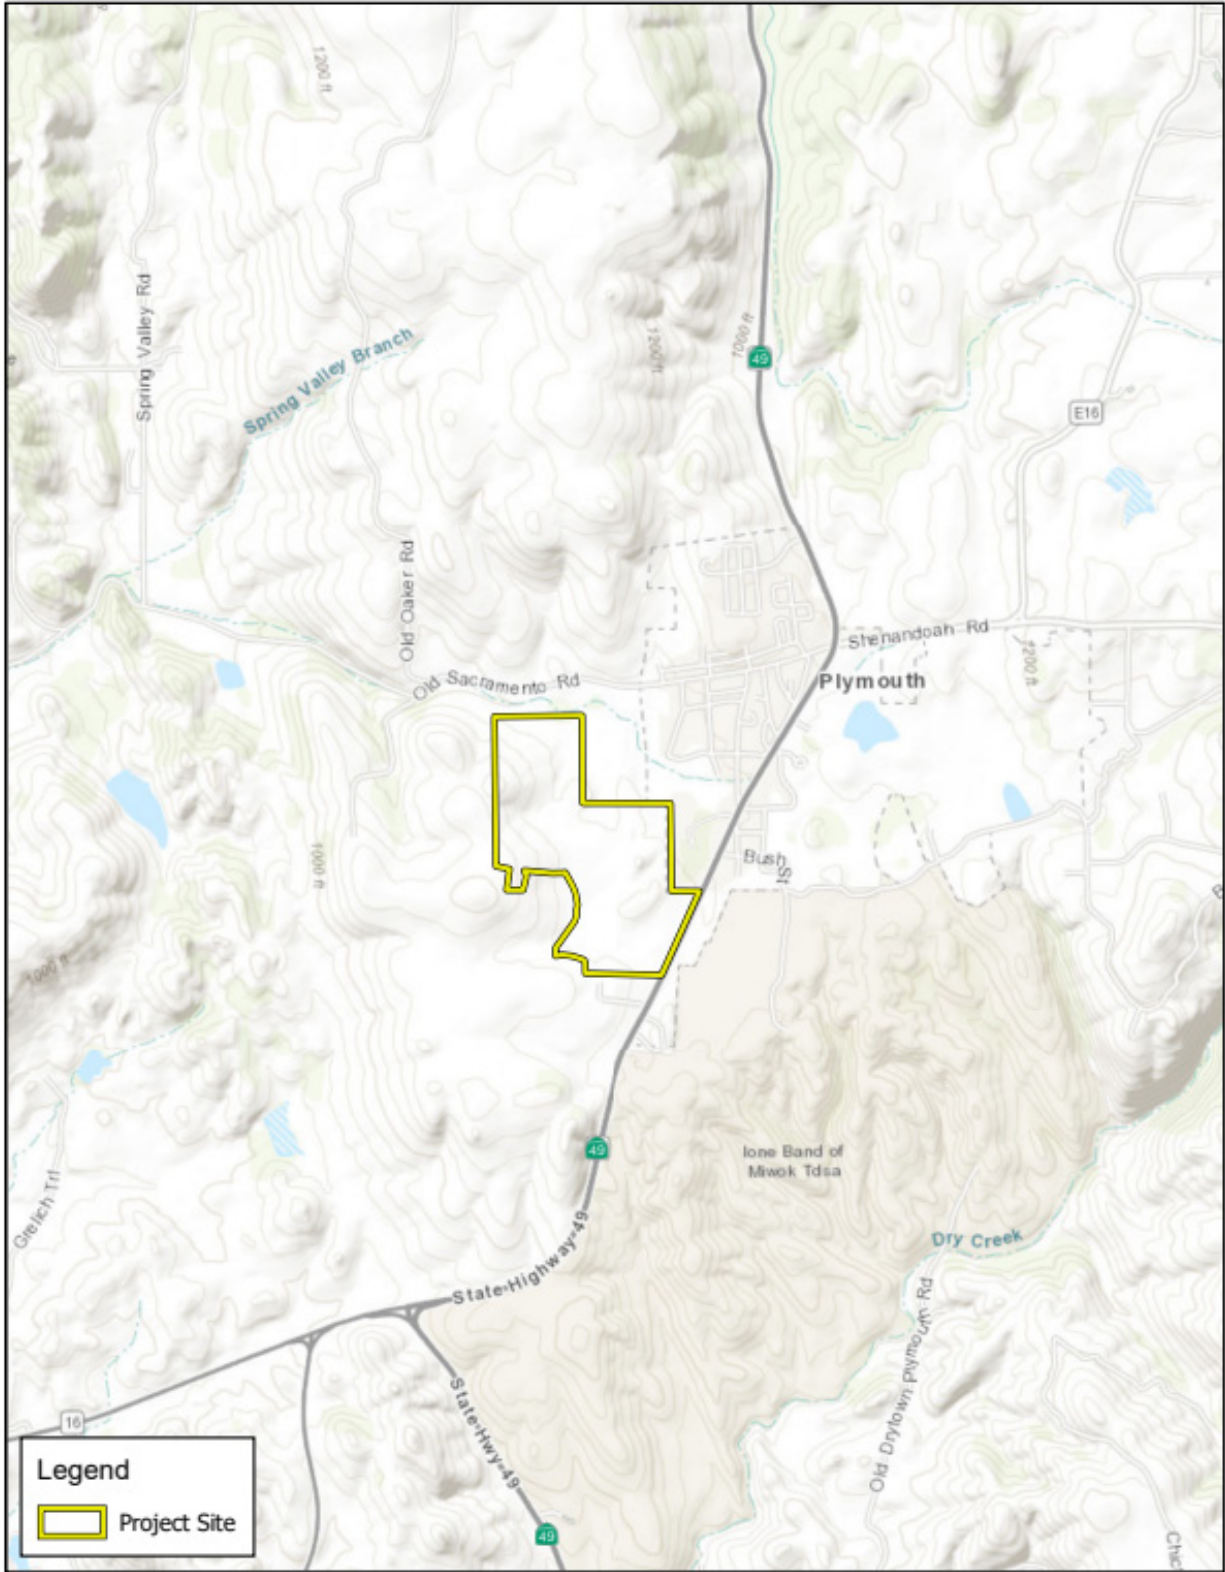 1200 ft
Spring Valley Rd
Spring Valley Branch
1200 ft
1000 ft
49
E16
Old Oaker Rd
Shenandoah Rd
1200 ft
Old Sacramento Rd
Plymouth
Bush St
1000 ft
1000 ft
49
Ione Band of
Miwok Tdsa
Grelich Trl
Dry Creek
State Highway 49
Old Drytown Plymouth Rd
16
State Hwy 49
49
Legend
Project Site